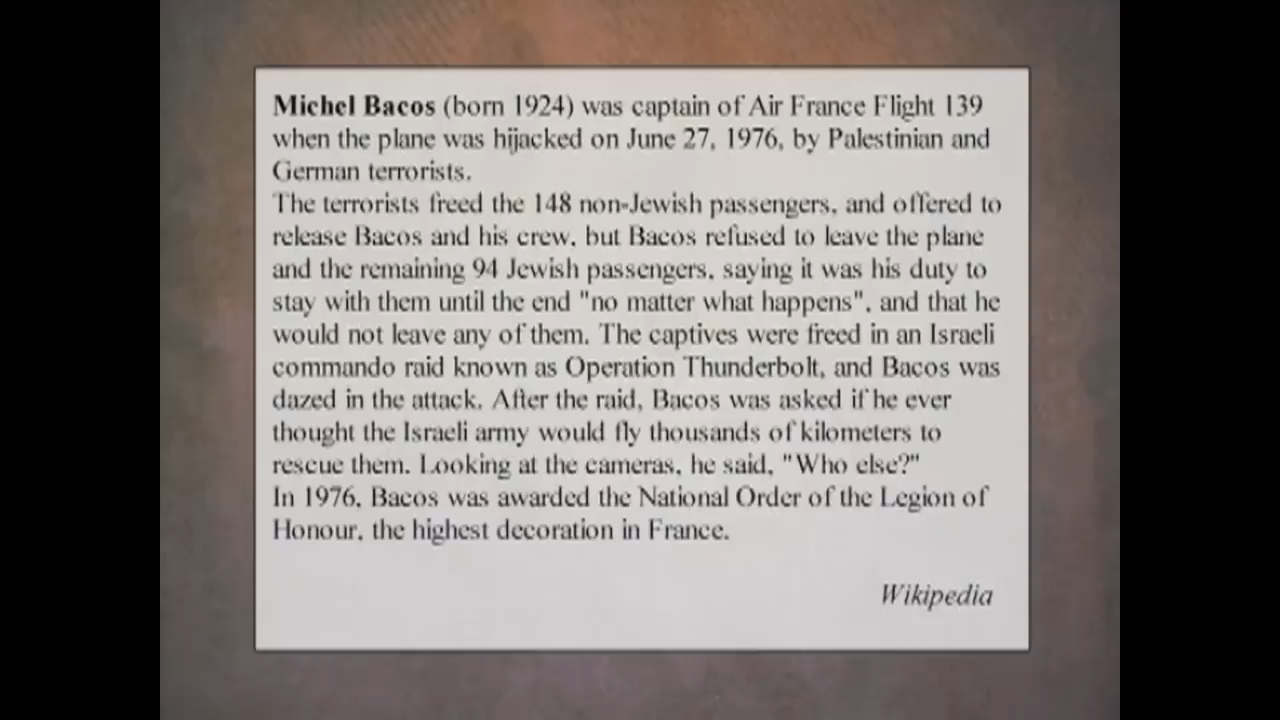 Michel Bacos (born 1924) was captain of Air France Flight 139
when the plane was hijacked on June 27, 1976, by Palestinian and
German terrorists.
The terrorists freed the 148 non-Jewish passengers, and offered to
release Bacos and his crew, but Bacos refused to leave the plane
and the remaining 94 Jewish passengers, saying it was his duty to
stay with them until the end "no matter what happens", and that he
would not leave any of them. The captives were freed in an Israeli
commando raid known as Operation Thunderbolt, and Bacos was
dazed in the attack. After the raid, Bacos was asked if he ever
thought the Israeli army would fly thousands of kilometers to
rescue them. Looking at the cameras, he said, "Who else?"
In 1976, Bacos was awarded the National Order of the Legion of
Honour, the highest decoration in France.
Wikipedia